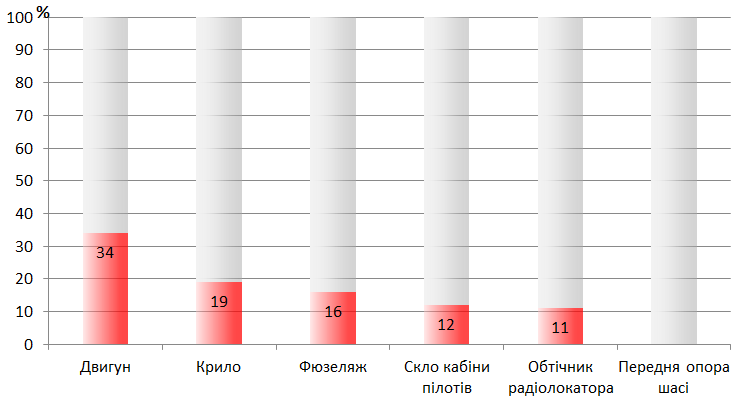 %
100
90
80
70
60
50
40
30
20
10
0
34
19
16
12
11
Двигун
Крило
Фюзеляж
Скло кабіни
пілотів
Обтічник
радіолокатора
Передня опора
шасі